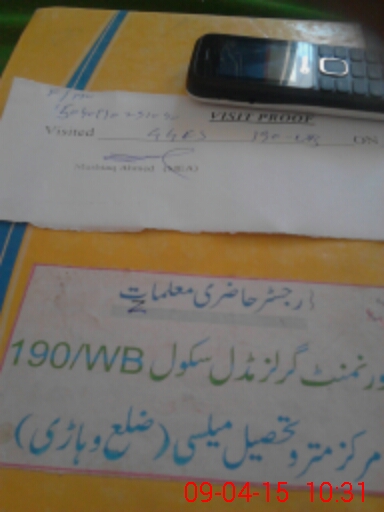 VISIT PROOF
Visited GGES 190-WB ON
Mushtaq Ahmed
رجسٹر حاضری معلمات
ورنمنٹ گرلز مڈل سکول 190/WB
مرکز مترو تحصیل میلسی (ضلع وہاڑی)
09-04-15 10:31